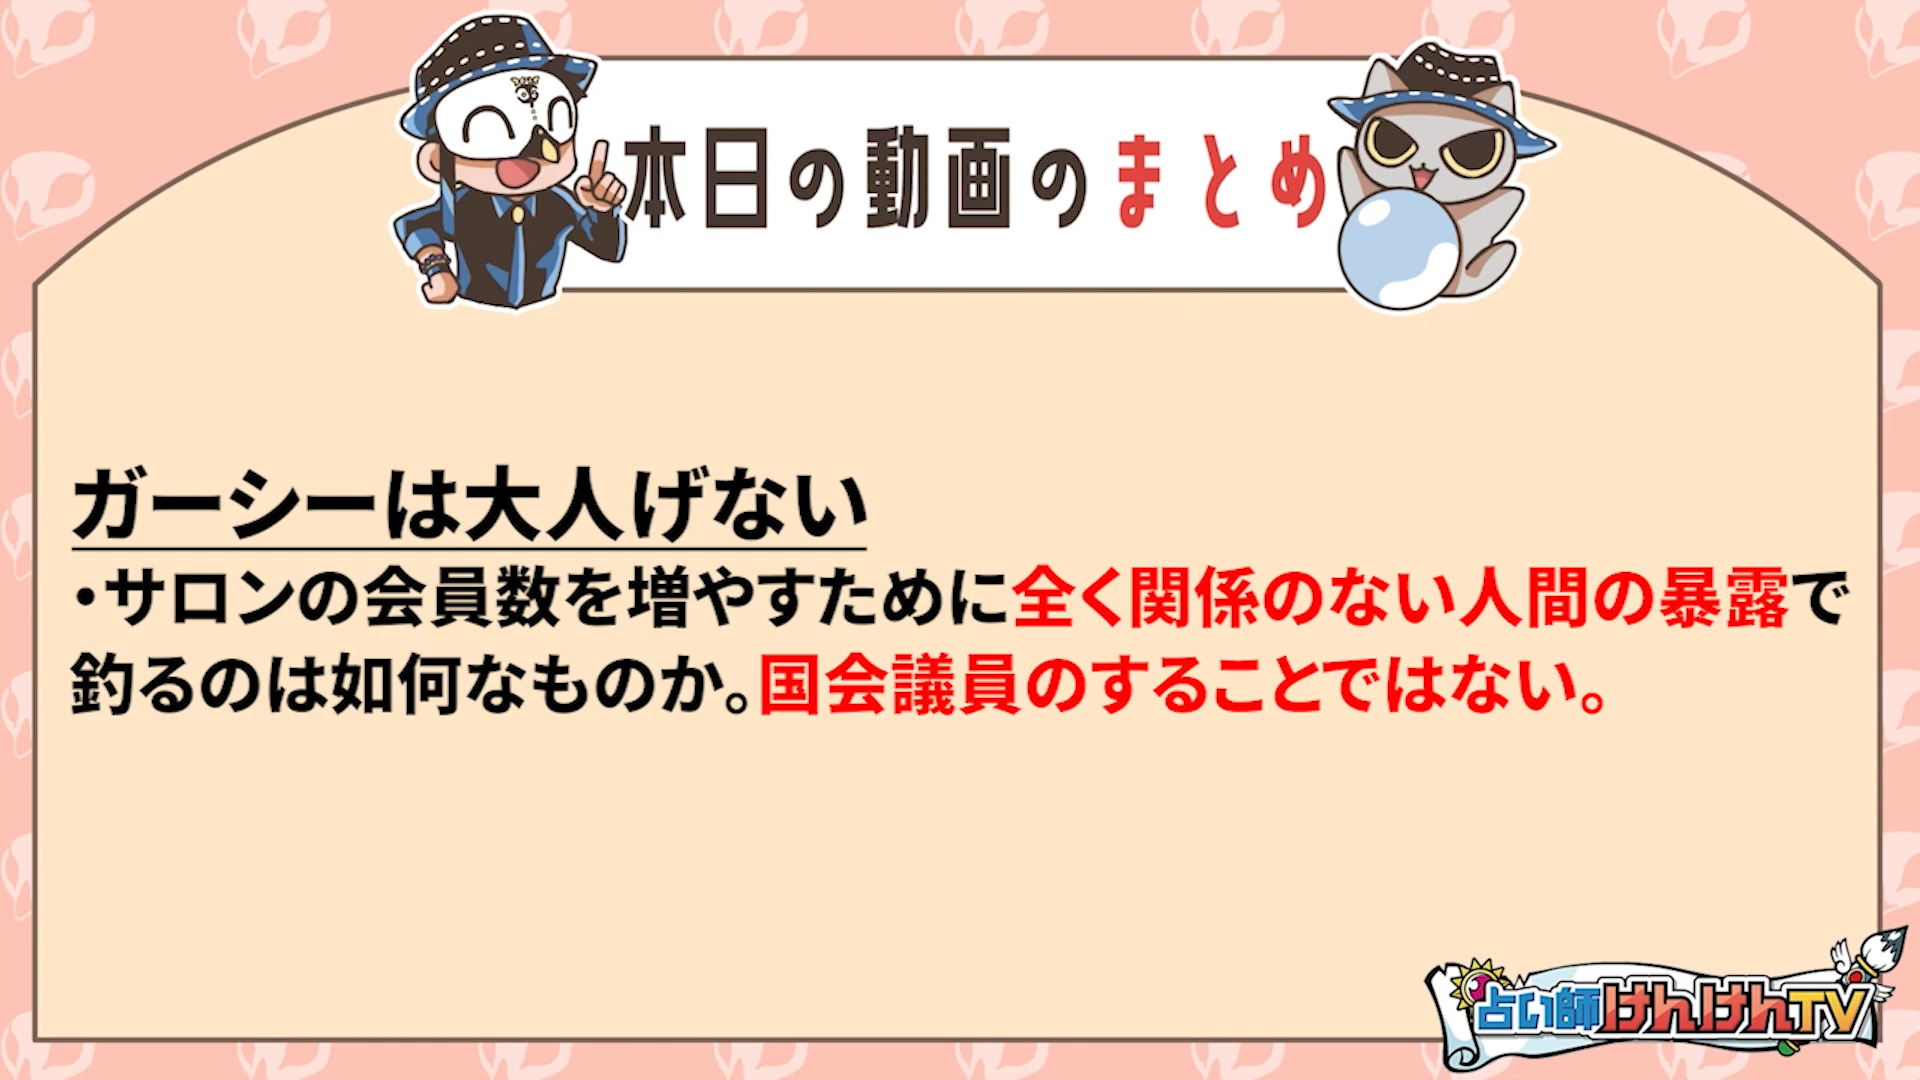 本日の動画のまとめ
ガーシーは大人げない
・サロンの会員数を増やすために全く関係のない人間の暴露で
釣るのは如何なものか。国会議員のすることではない。
占い師けんけんTV